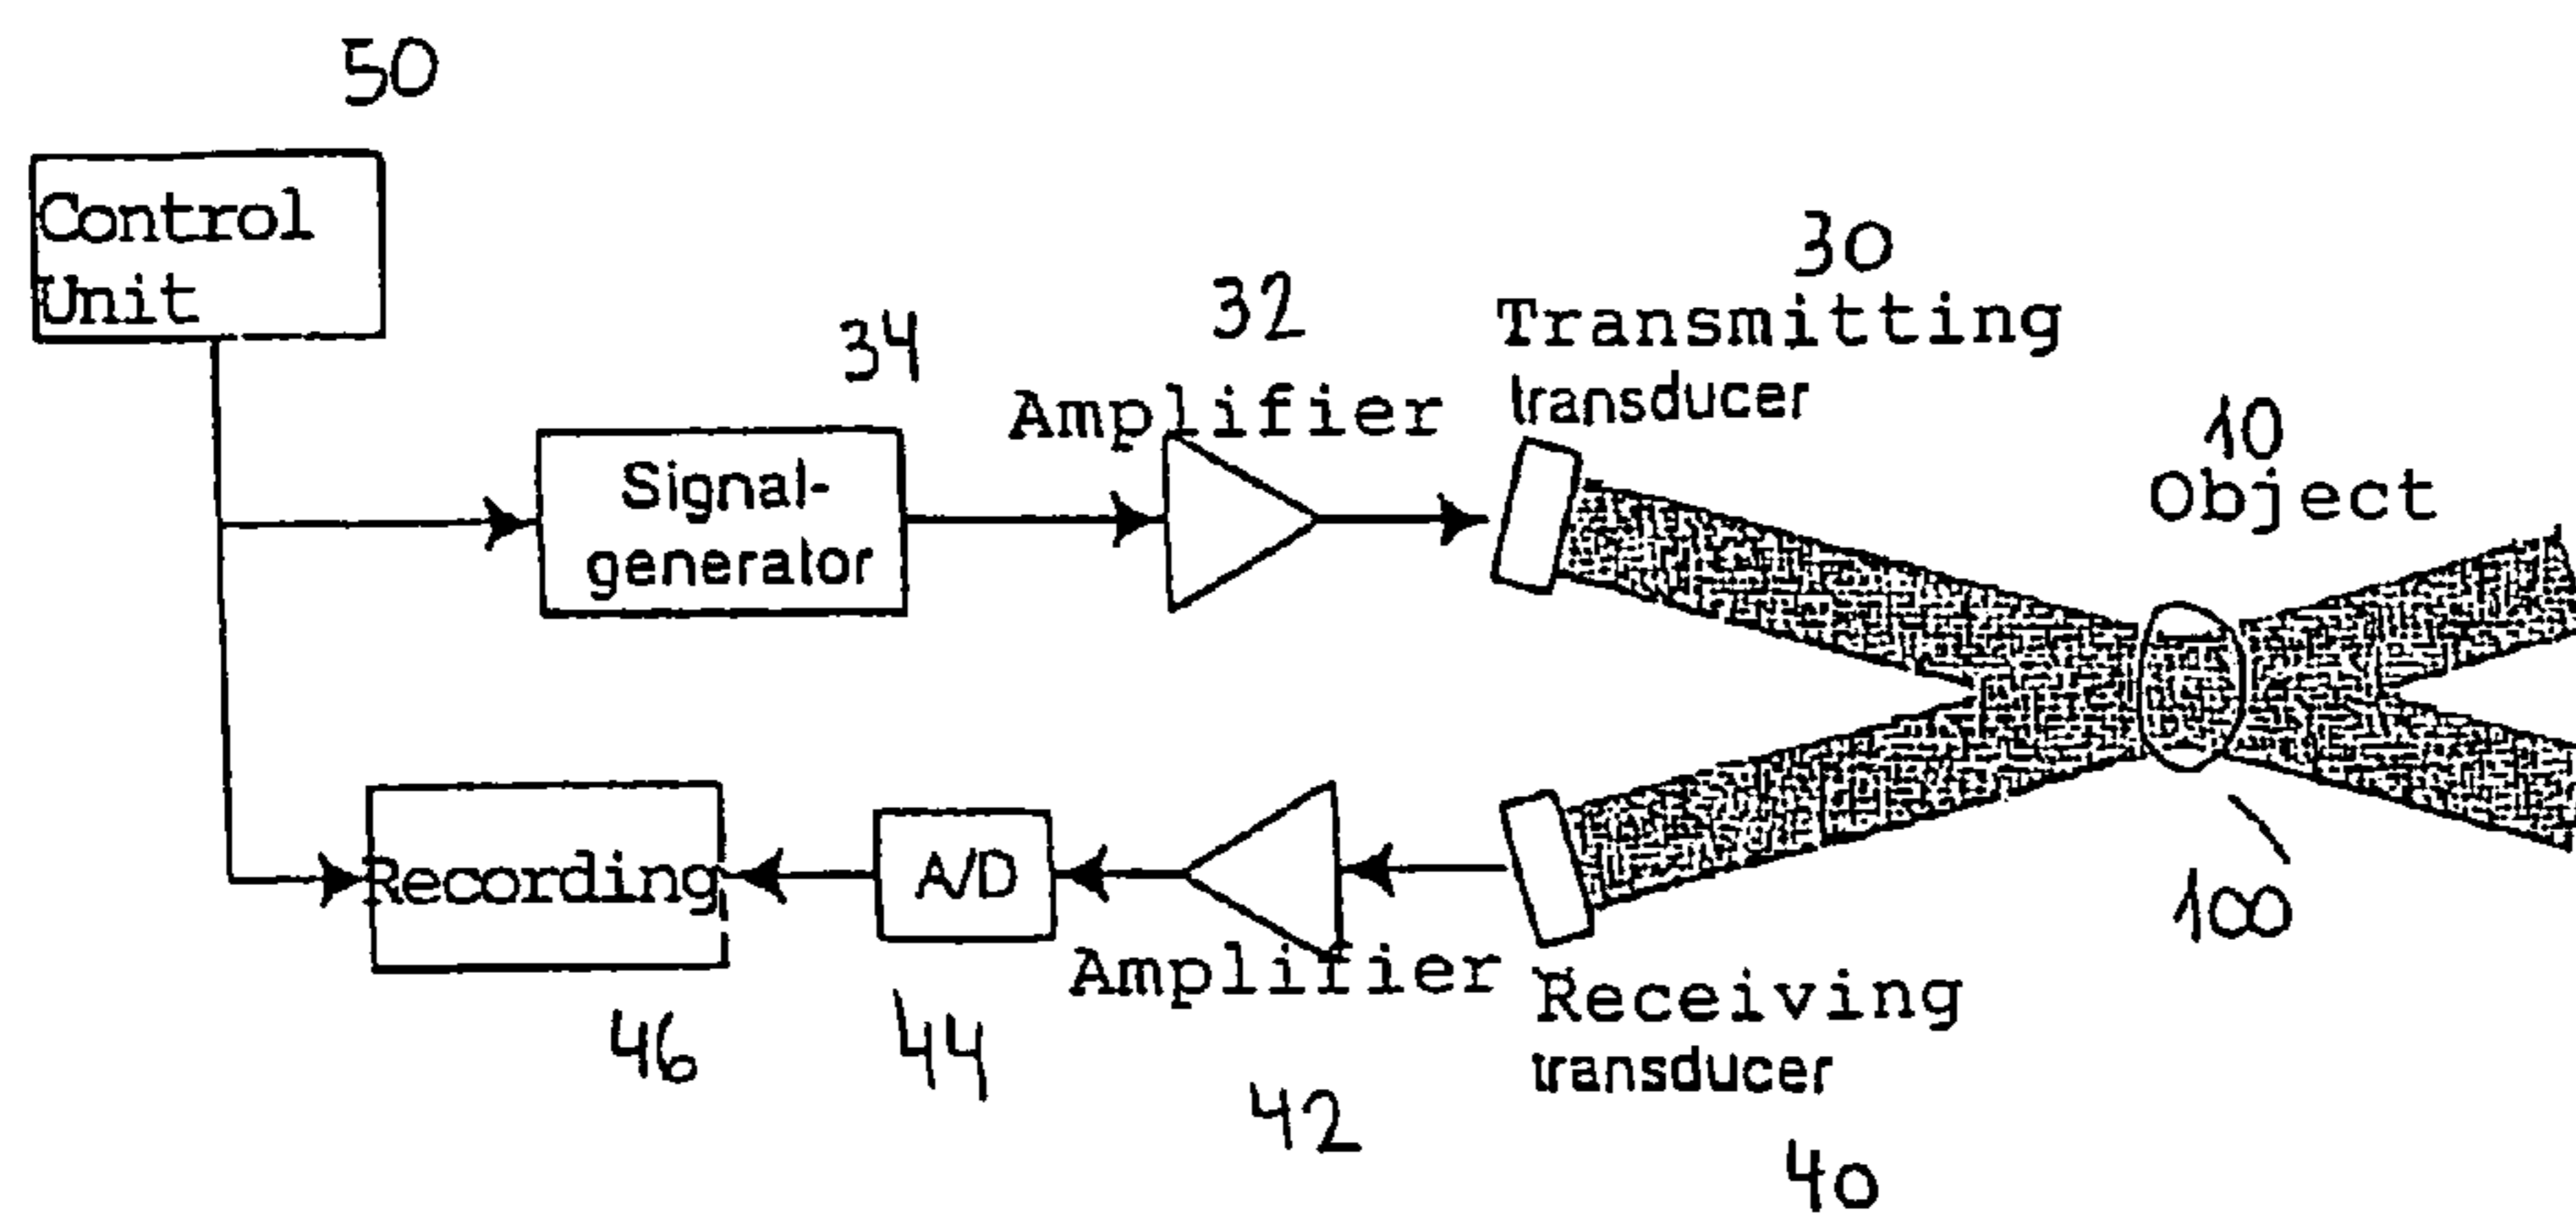 50
Control
Unit
34
Signal-
generator
32
Amplifier
30
Transmitting
transducer
10
Object
100
Recording
46
A/D
44
Amplifier
42
Receiving
transducer
40